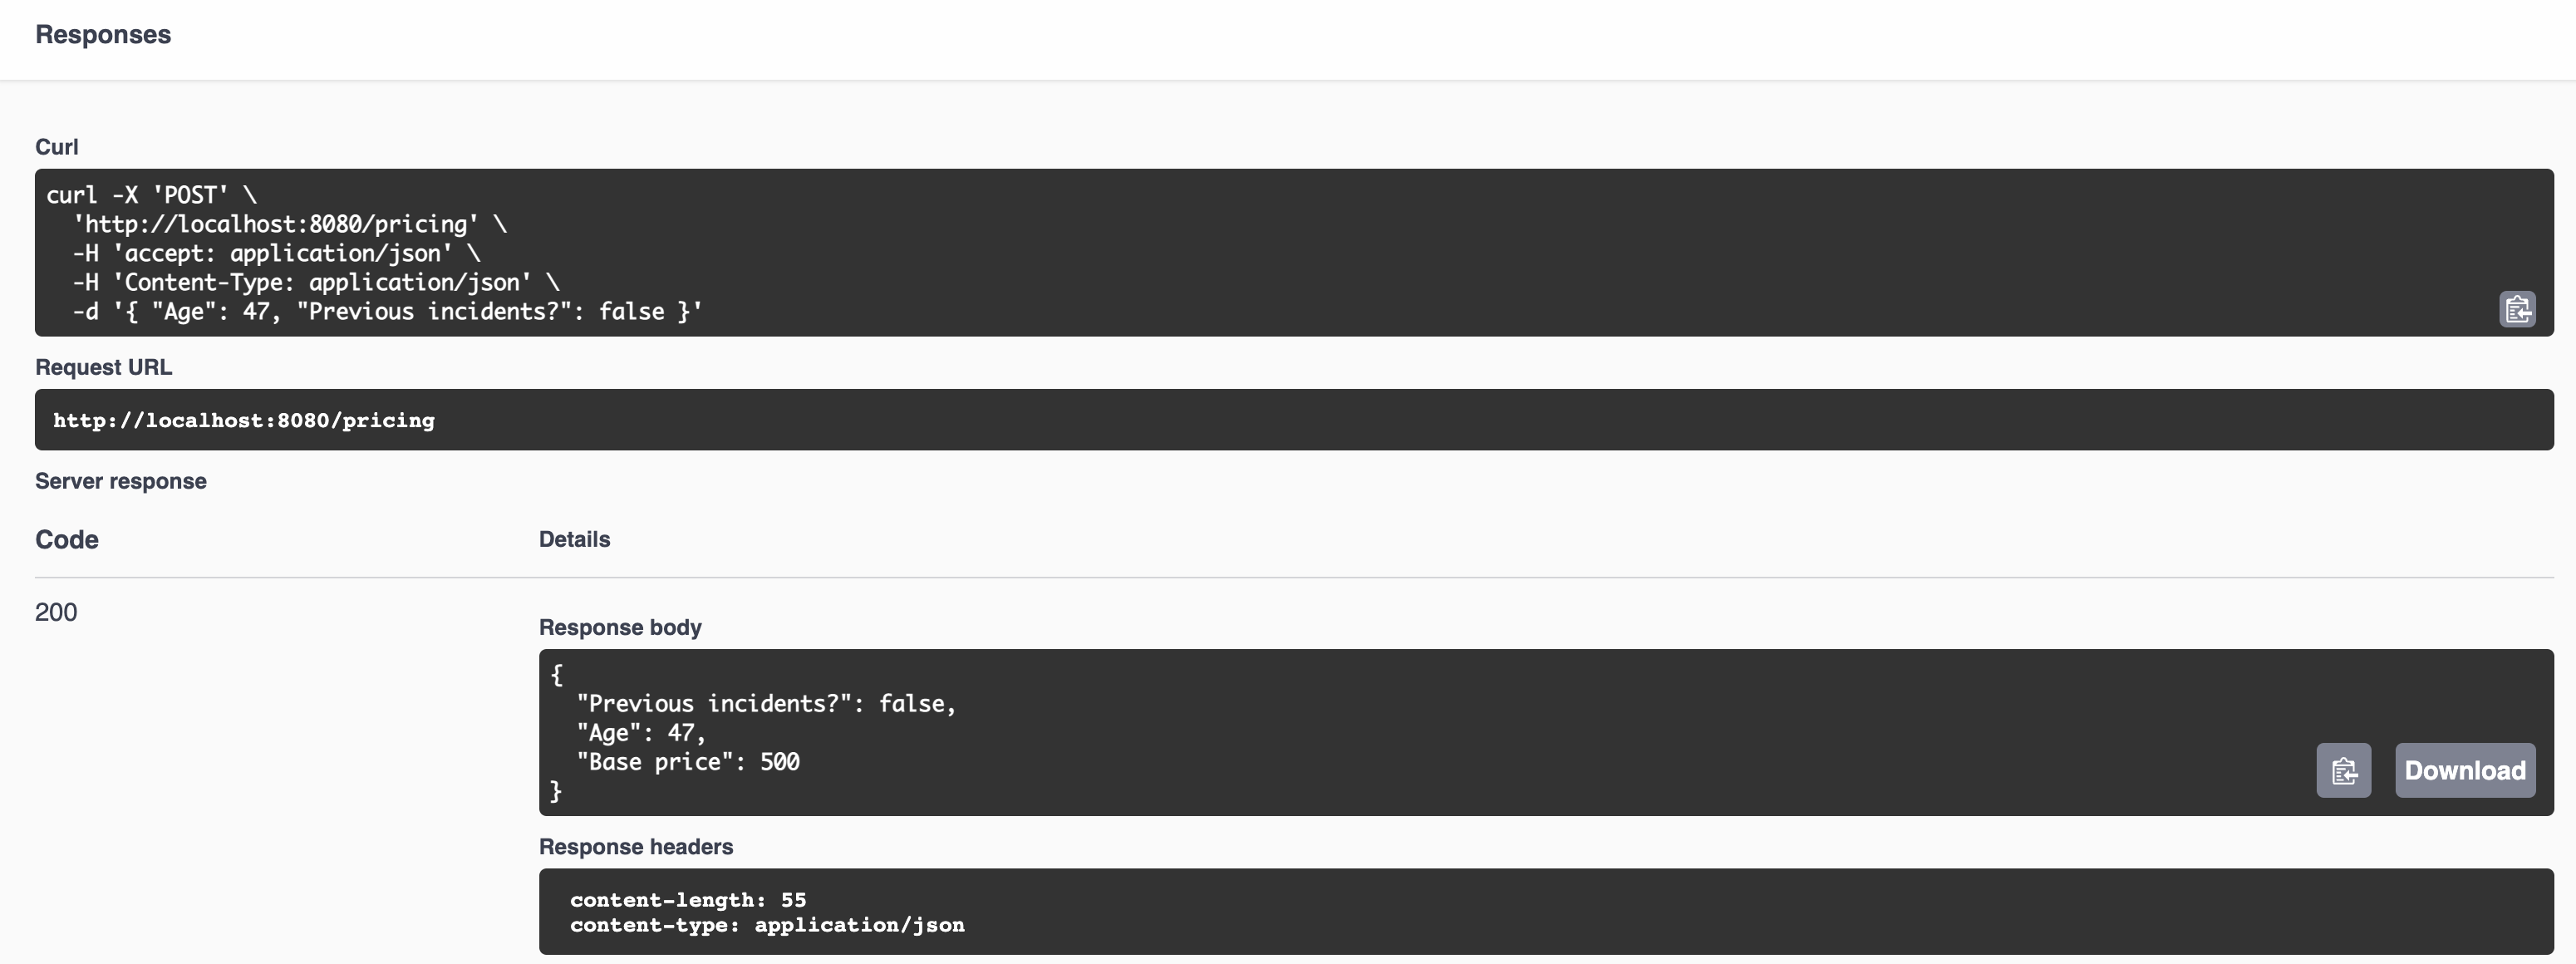 Responses
Curl
curl -X 'POST' \
  'http://localhost:8080/pricing' \
  -H 'accept: application/json' \
  -H 'Content-Type: application/json' \
  -d '{ "Age": 47, "Previous incidents?": false }'
Request URL
http://localhost:8080/pricing
Server response
Code Details
200
Response body
{
  "Previous incidents?": false,
  "Age": 47,
  "Base price": 500
}
Download
Response headers
content-length: 55
content-type: application/json